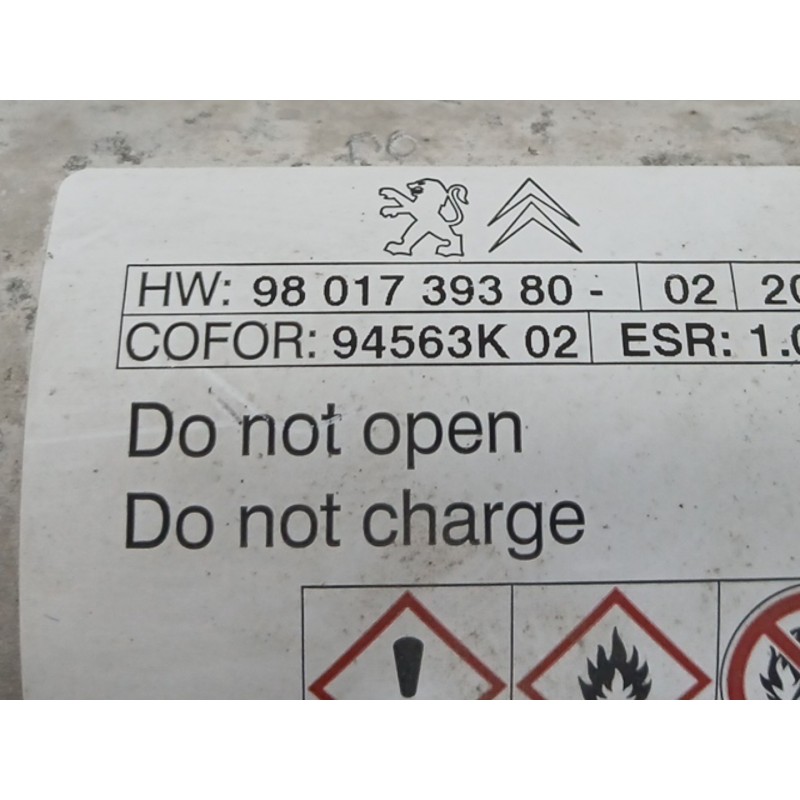 HW: 98 017 393 80 - 02 20
COFOR: 94563K 02 ESR: 1.0
Do not open
Do not charge